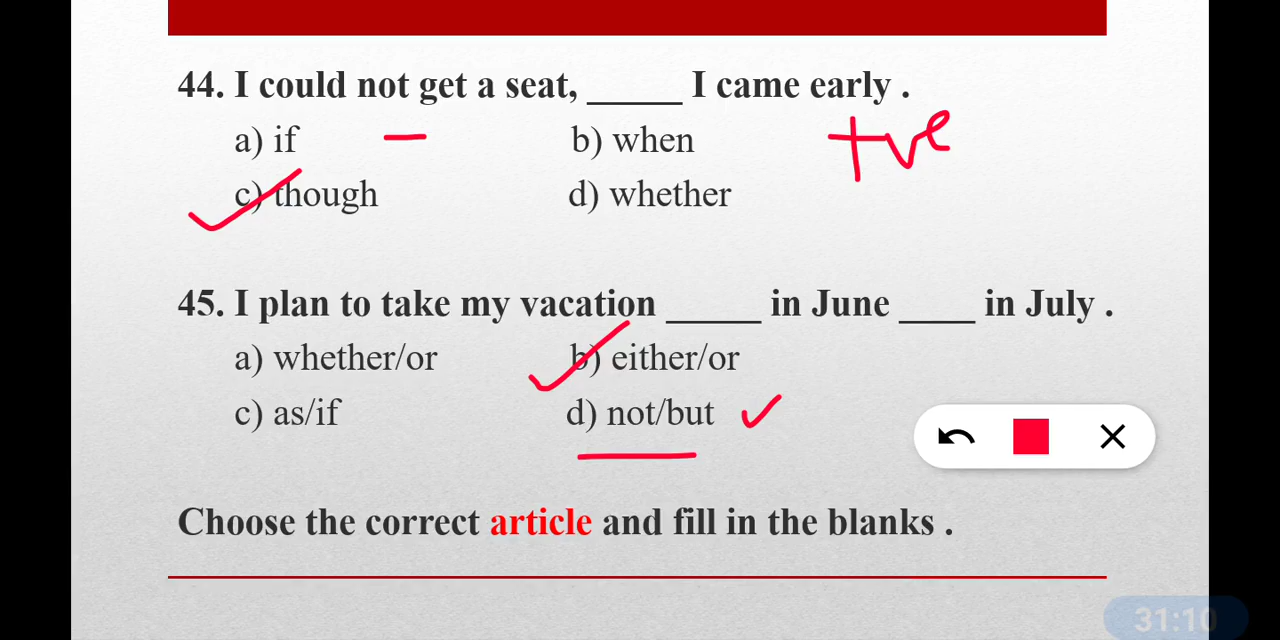 44. I could not get a seat, _____ I came early .
a) if b) when
+ve
c) though d) whether
45. I plan to take my vacation _____ in June ____ in July .
a) whether/or b) either/or
c) as/if d) not/but
Choose the correct article and fill in the blanks .
31:10